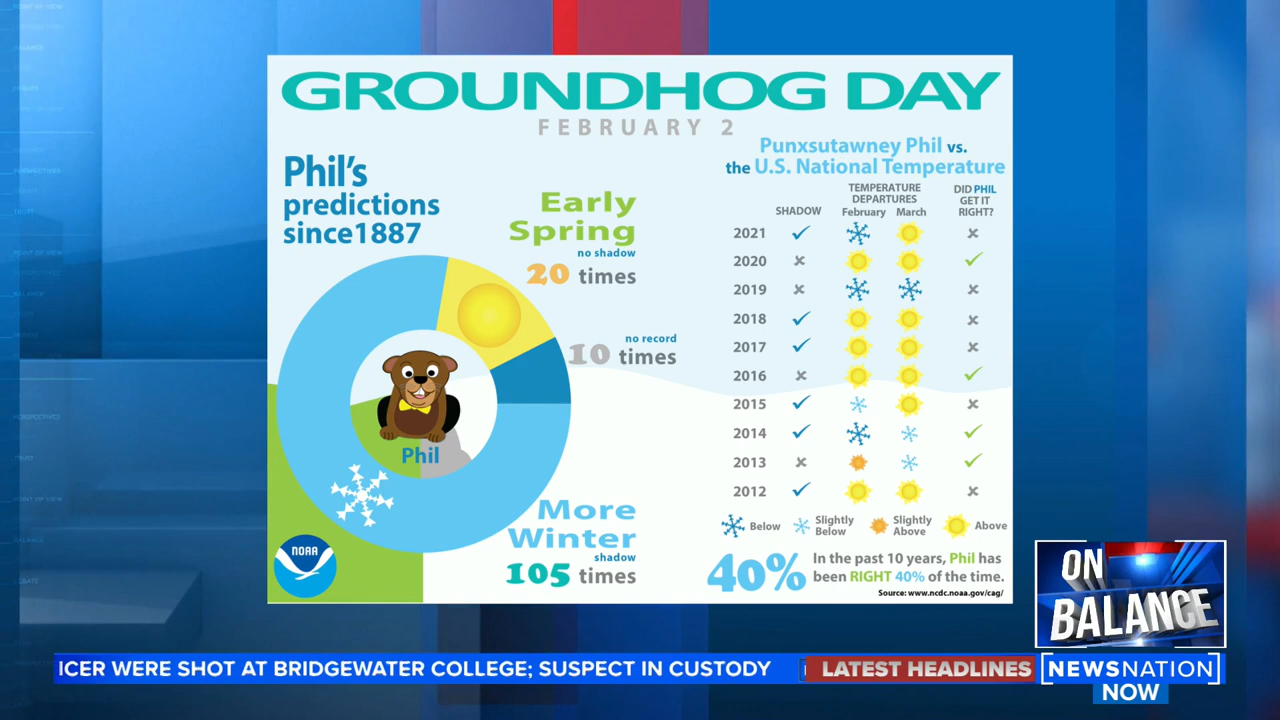 GROUNDHOG DAY
FEBRUARY 2
Phil's
predictions
since1887
Early
Spring
no shadow
20 times
no record
10 times
Phil
More
Winter
shadow
105 times
NOAA
Punxsutawney Phil vs.
the U.S. National Temperature
SHADOW
TEMPERATURE
DEPARTURES
February March
DID PHIL
GET IT
RIGHT?
2021
2020
2019
2018
2017
2016
2015
2014
2013
2012
Below
Slightly
Below
Slightly
Above
Above
40%
In the past 10 years, Phil has
been RIGHT 40% of the time.
Source: www.ncdc.noaa.gov/cag/
ON
BALANCE
ICER WERE SHOT AT BRIDGEWATER COLLEGE; SUSPECT IN CUSTODY
LATEST HEADLINES
NEWSNATION
NOW